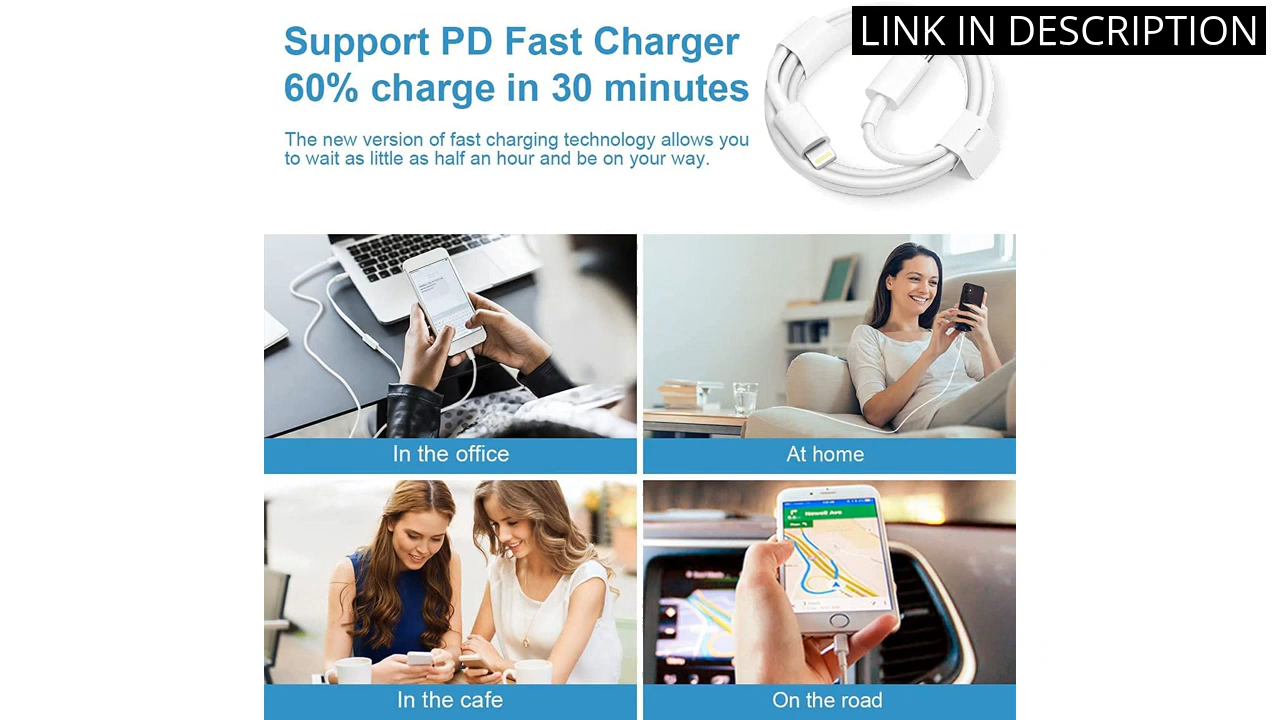 LINK IN DESCRIPTION
Support PD Fast Charger
60% charge in 30 minutes
The new version of fast charging technology allows you
to wait as little as half an hour and be on your way.
In the office
At home
Newell Ave
In the cafe
On the road